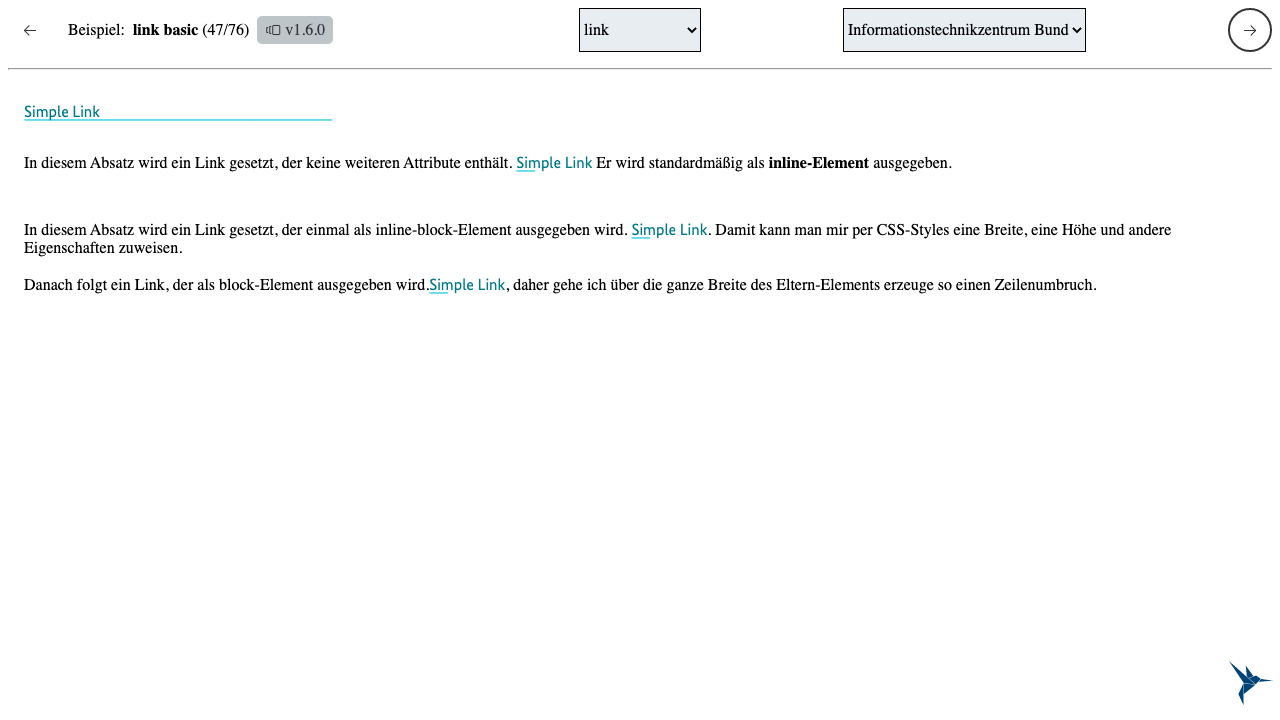 ← Beispiel: link basic (47/76) v1.6.0 link Informationstechnikzentrum Bund →
Simple Link
In diesem Absatz wird ein Link gesetzt, der keine weiteren Attribute enthält. Simple Link Er wird standardmäßig als inline-Element ausgegeben.
In diesem Absatz wird ein Link gesetzt, der einmal als inline-block-Element ausgegeben wird. Simple Link. Damit kann man mir per CSS-Styles eine Breite, eine Höhe und andere
Eigenschaften zuweisen.
Danach folgt ein Link, der als block-Element ausgegeben wird.Simple Link, daher gehe ich über die ganze Breite des Eltern-Elements erzeuge so einen Zeilenumbruch.